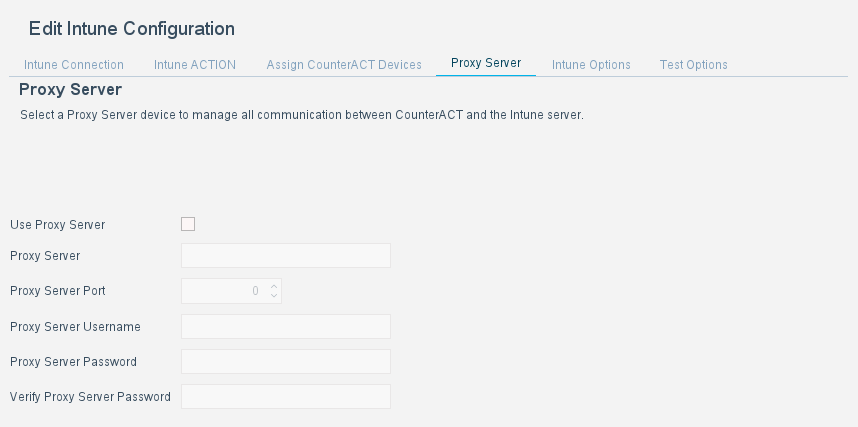 Edit Intune Configuration
Intune Connection Intune ACTION Assign CounterACT Devices Proxy Server Intune Options Test Options
Proxy Server
Select a Proxy Server device to manage all communication between CounterACT and the Intune server.
Use Proxy Server
Proxy Server
Proxy Server Port 0
Proxy Server Username
Proxy Server Password
Verify Proxy Server Password